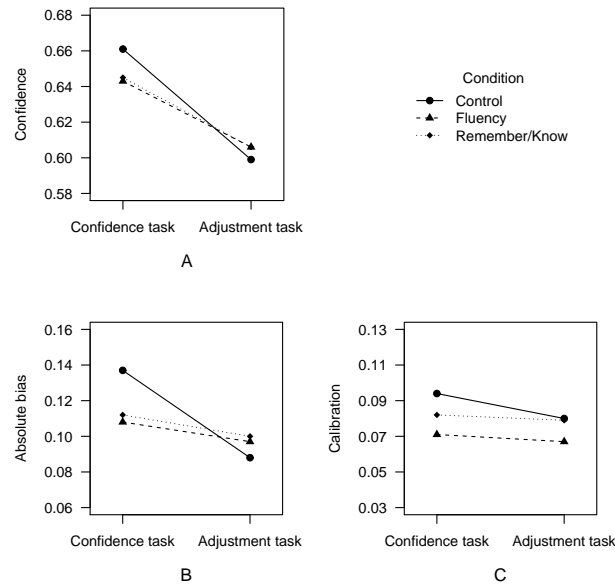 0.68
0.66
0.64
0.62
0.60
0.58
Confidence
Confidence task
Adjustment task
A
Condition
Control
Fluency
Remember/Know
0.16
0.14
0.12
0.10
0.08
0.06
Absolute bias
Confidence task
Adjustment task
B
0.13
0.11
0.09
0.07
0.05
0.03
Calibration
Confidence task
Adjustment task
C